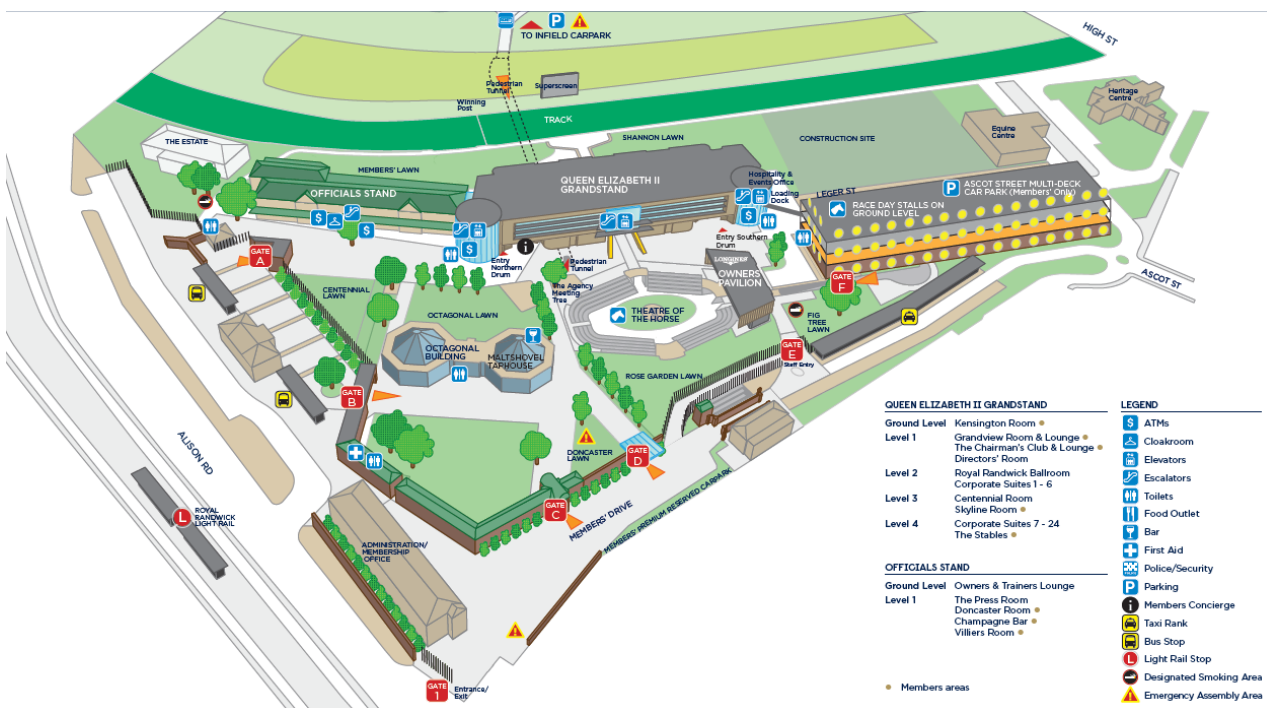 TO INFIELD CARPARK
HIGH ST
Pedestrian
Tunnel
Superscreen
Winning
Post
TRACK
Heritage
Centre
Equine
Centre
THE ESTATE
SHANNON LAWN
CONSTRUCTION SITE
MEMBERS' LAWN
OFFICIALS STAND
QUEEN ELIZABETH II
GRANDSTAND
Hospitality &
Events Office
Loading
Dock
LEGER ST
P
ASCOT STREET MULTI-DECK
CAR PARK (Members' Only)
RACE DAY STALLS ON
GROUND LEVEL
ASCOT ST
GATE
A
Entry
Northern
Drum
Pedestrian
Tunnel
Entry Southern
Drum
LONGINES
OWNERS
PAVILION
GATE
F
The Agency
Meeting
Tree
CENTENNIAL
LAWN
OCTAGONAL LAWN
THEATRE OF
THE HORSE
FIG
TREE
LAWN
OCTAGONAL
BUILDING
MALTSHOVEL
TAPHOUSE
GATE
E
Staff Entry
ROSE GARDEN LAWN
GATE
B
DONCASTER
LAWN
GATE
D
GATE
C
MEMBERS' DRIVE
MEMBERS' PREMIUM RESERVED CARPARK
ALISON RD
L
ROYAL
RANDWICK
LIGHT RAIL
ADMINISTRATION/
MEMBERSHIP
OFFICE
GATE
1
Entrance/
Exit
QUEEN ELIZABETH II GRANDSTAND
Ground Level Kensington Room
Level 1 Grandview Room & Lounge
The Chairman's Club & Lounge
Directors' Room
Level 2 Royal Randwick Ballroom
Corporate Suites 1 - 6
Level 3 Centennial Room
Skyline Room
Level 4 Corporate Suites 7 - 24
The Stables
OFFICIALS STAND
Ground Level Owners & Trainers Lounge
Level 1 The Press Room
Doncaster Room
Champagne Bar
Villiers Room
Members areas
LEGEND
ATMs
Cloakroom
Elevators
Escalators
Toilets
Food Outlet
Bar
First Aid
Police/Security
Parking
Members Concierge
Taxi Rank
Bus Stop
Light Rail Stop
Designated Smoking Area
Emergency Assembly Area